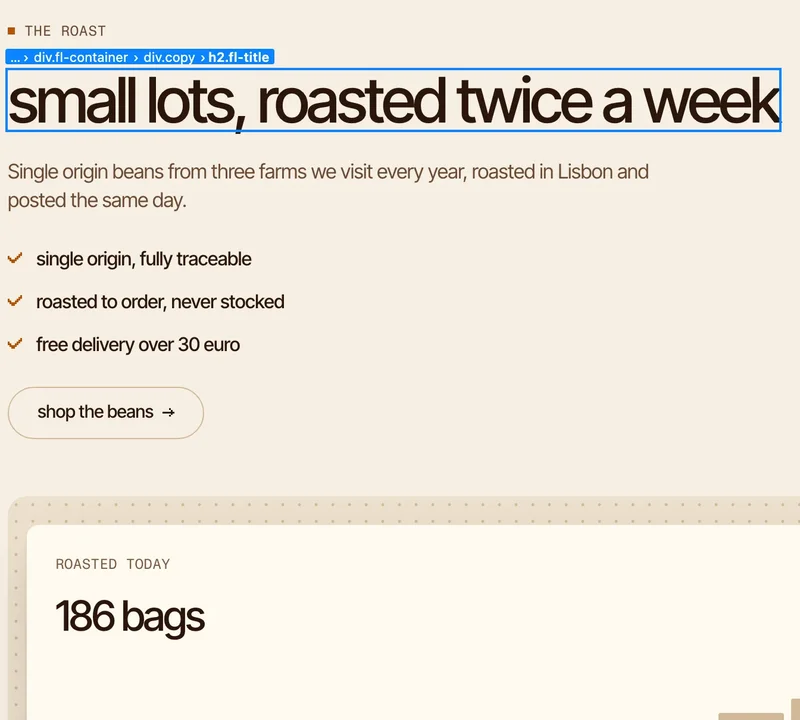 THE ROAST
... › div.fl-container › div.copy › h2.fl-title
small lots, roasted twice a week
Single origin beans from three farms we visit every year, roasted in Lisbon and
posted the same day.
single origin, fully traceable
roasted to order, never stocked
free delivery over 30 euro
shop the beans →
ROASTED TODAY
186 bags